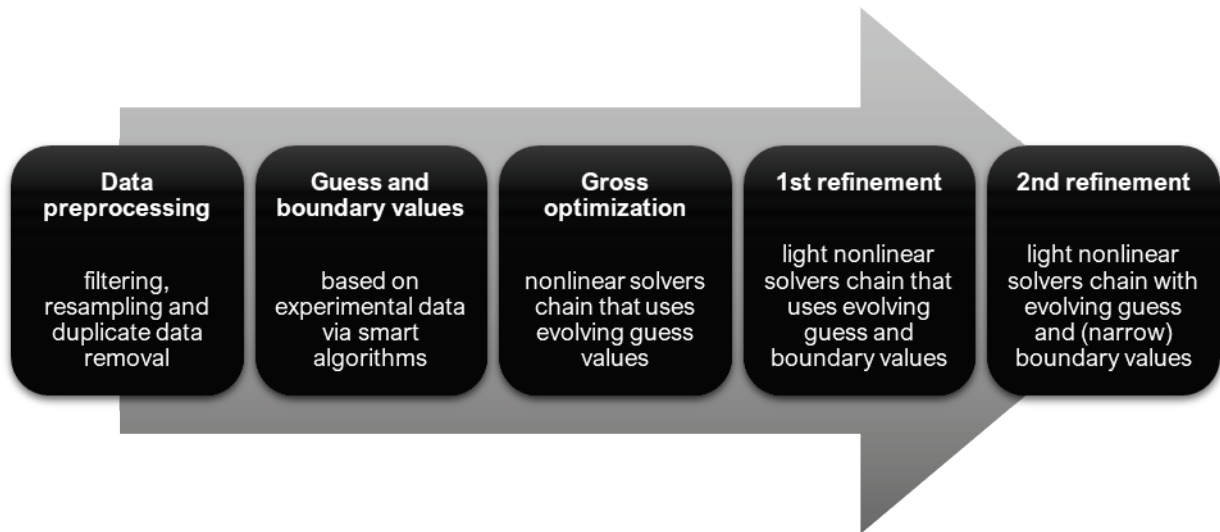 Data
preprocessing
filtering,
resampling and
duplicate data
removal
Guess and
boundary values
based on
experimental data
via smart
algorithms
Gross
optimization
nonlinear solvers
chain that uses
evolving guess
values
1st refinement
light nonlinear
solvers chain that
uses evolving
guess and
boundary values
2nd refinement
light nonlinear
solvers chain with
evolving guess
and (narrow)
boundary values